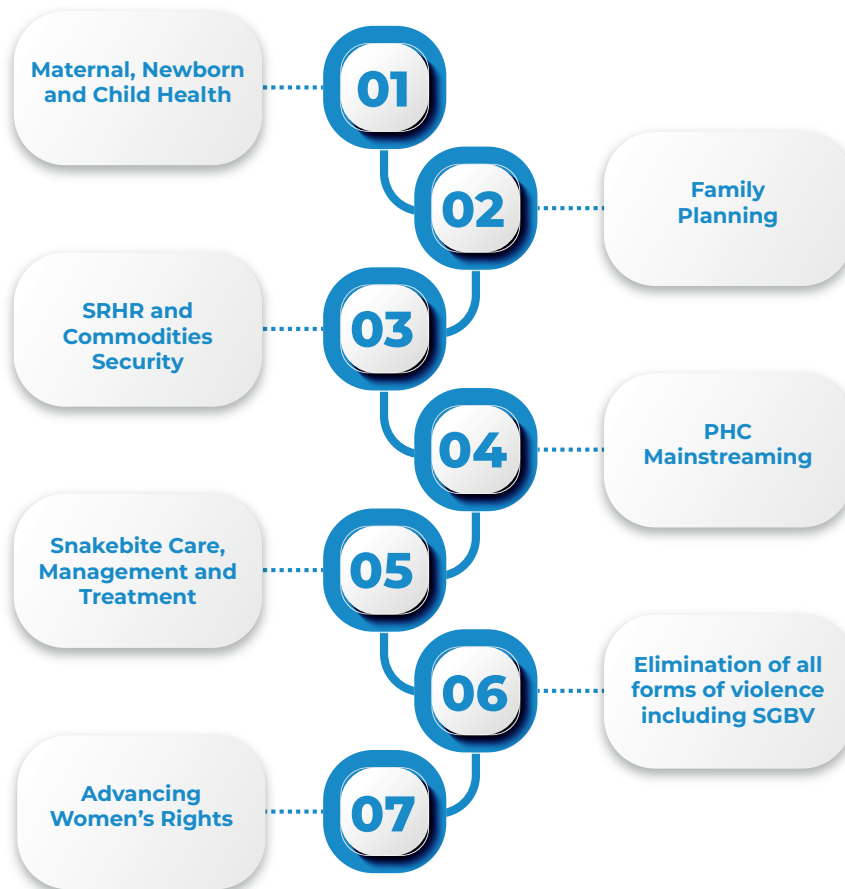 Maternal, Newborn
and Child Health
01
02
Family
Planning
SRHR and
Commodities
Security
03
04
PHC
Mainstreaming
Snakebite Care,
Management and
Treatment
05
06
Elimination of all
forms of violence
including SGBV
Advancing
Women’s Rights
07